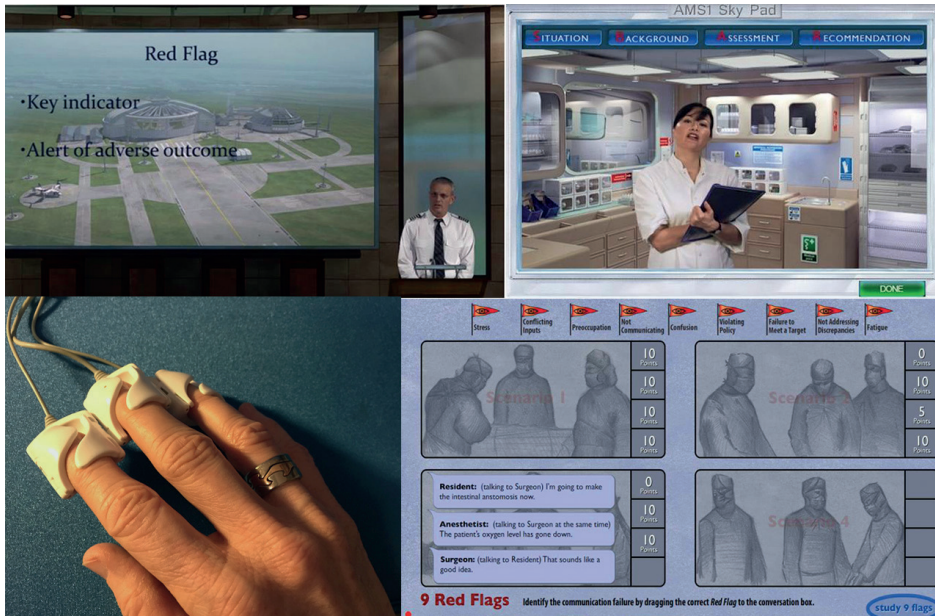 Red Flag
•Key indicator
•Alert of adverse outcome
AMS1 Sky Pad
SITUATION
BACKGROUND
ASSESSMENT
RECOMMENDATION
DONE
Stress
Conflicting
Inputs
Preoccupation
Not
Communicating
Confusion
Violating
Policy
Failure to
Meet a Target
Not Addressing
Discrepancies
Fatigue
Scenario 1
10
Points
10
10
10
Points
Scenario
0
Points
10
Points
5
Points
10
Points
Resident: (talking to Surgeon) I'm going to make
the intestinal anstomosis now.
Anesthetist: (talking to Surgeon at the same time)
The patient's oxygen level has gone down.
Surgeon: (talking to Resident) That sounds like a
good idea.
0
Points
10
Points
10
Points
Scenario 4
9 Red Flags
Identify the communication failure by dragging the correct Red Flag to the conversation box.
study 9 flags